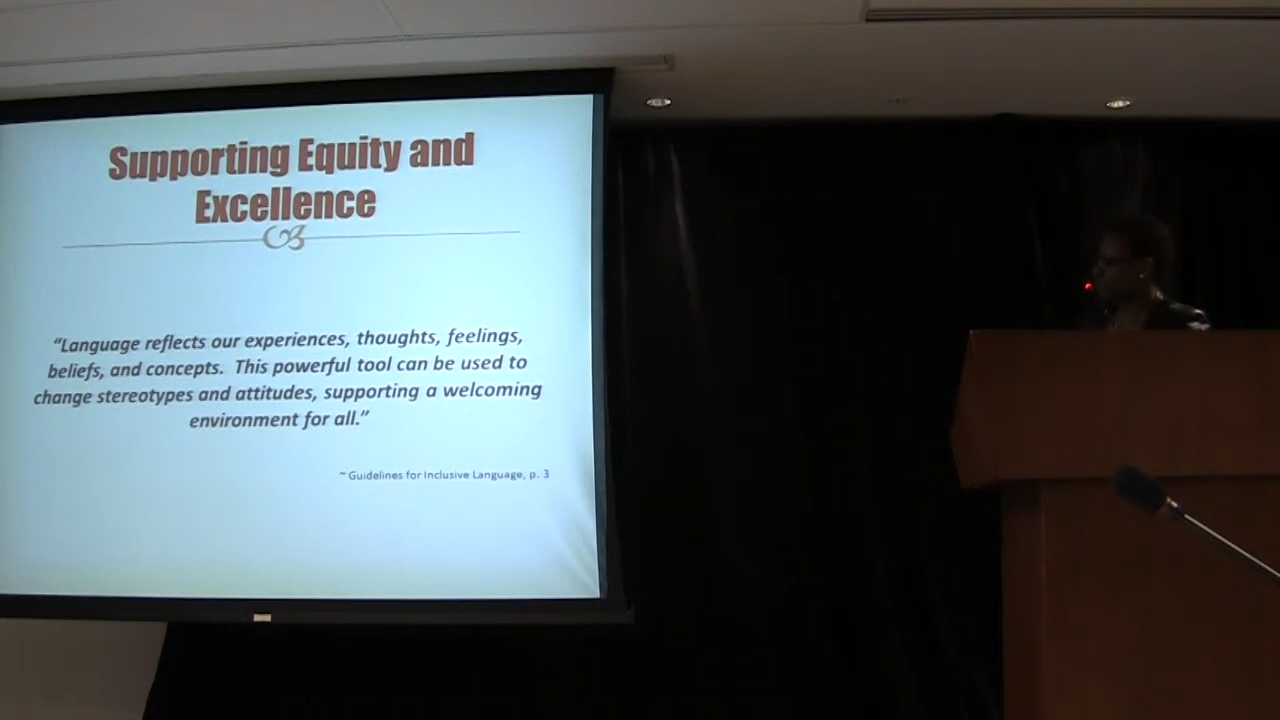 Supporting Equity and
Excellence
“Language reflects our experiences, thoughts, feelings,
beliefs, and concepts. This powerful tool can be used to
change stereotypes and attitudes, supporting a welcoming
environment for all.”
~ Guidelines for Inclusive Language, p. 3